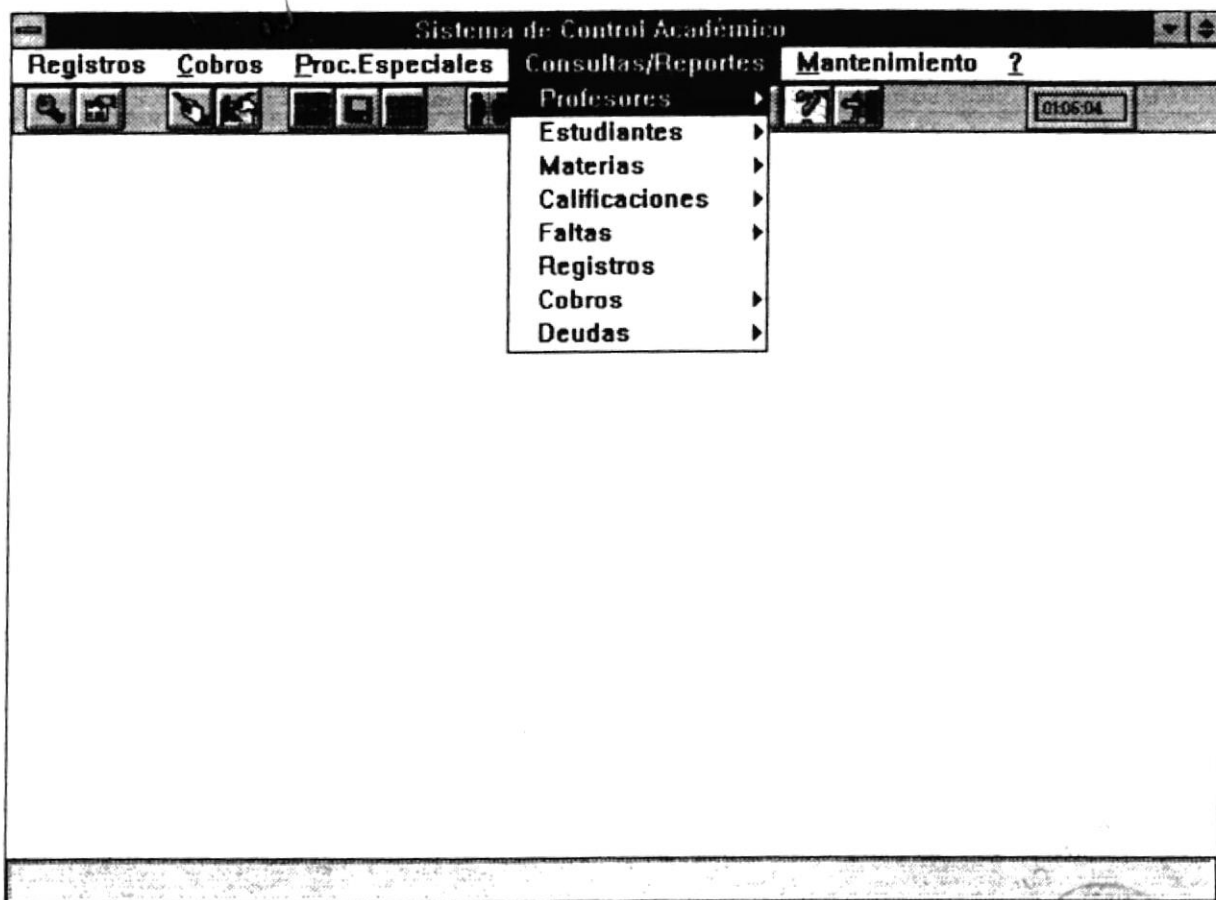 Sistema de Control Académico
Registros Cobros Proc.Especiales Consultas/Reportes Mantenimiento ?
01:06:04
Profesores
Estudiantes
Materias
Calificaciones
Faltas
Registros
Cobros
Deudas